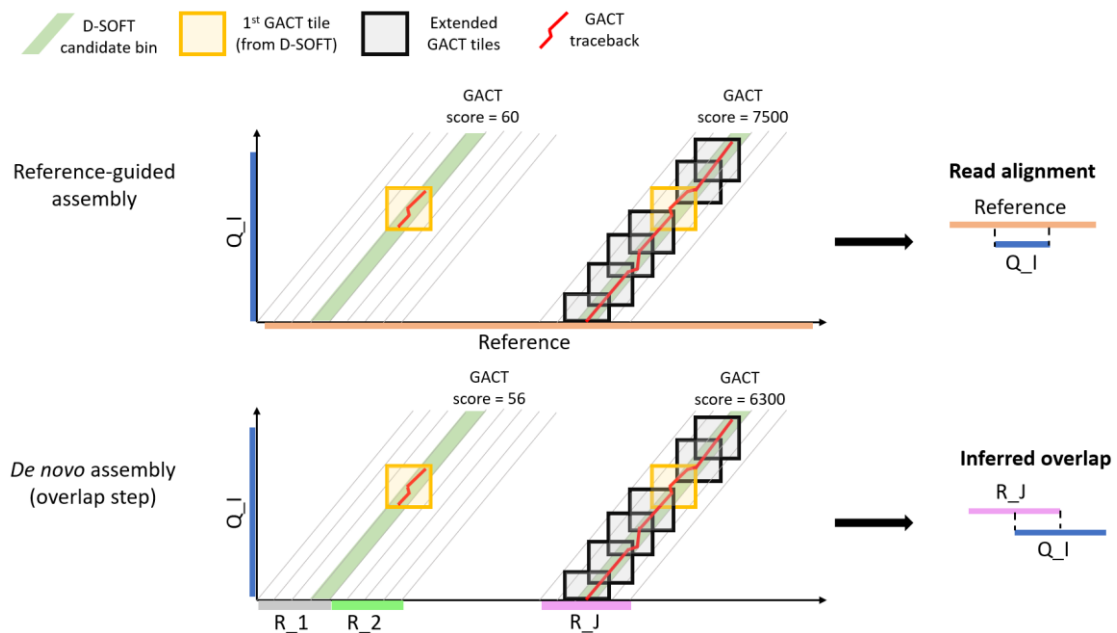 D-SOFT
candidate bin
1st GACT tile
(from D-SOFT)
Extended
GACT tiles
GACT
traceback
Reference-guided
assembly
Q_I
GACT
score = 60
GACT
score = 7500
Reference
Read alignment
Reference
Q_I
De novo assembly
(overlap step)
Q_I
GACT
score = 56
GACT
score = 6300
R_1
R_2
R_J
Inferred overlap
R_J
Q_I